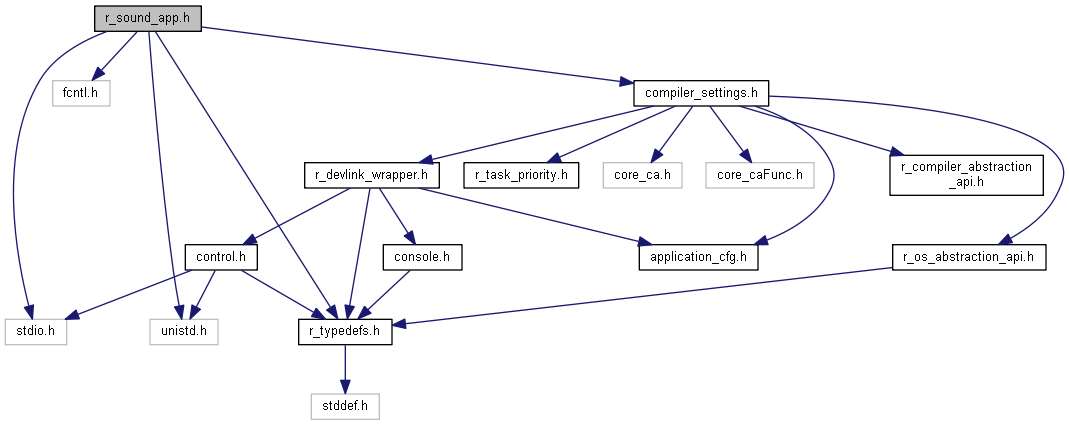 r_sound_app.h
fcntl.h
compiler_settings.h
r_devlink_wrapper.h
r_task_priority.h
core_ca.h
core_caFunc.h
r_compiler_abstraction
_api.h
control.h
console.h
application_cfg.h
r_os_abstraction_api.h
stdio.h
unistd.h
r_typedefs.h
stddef.h